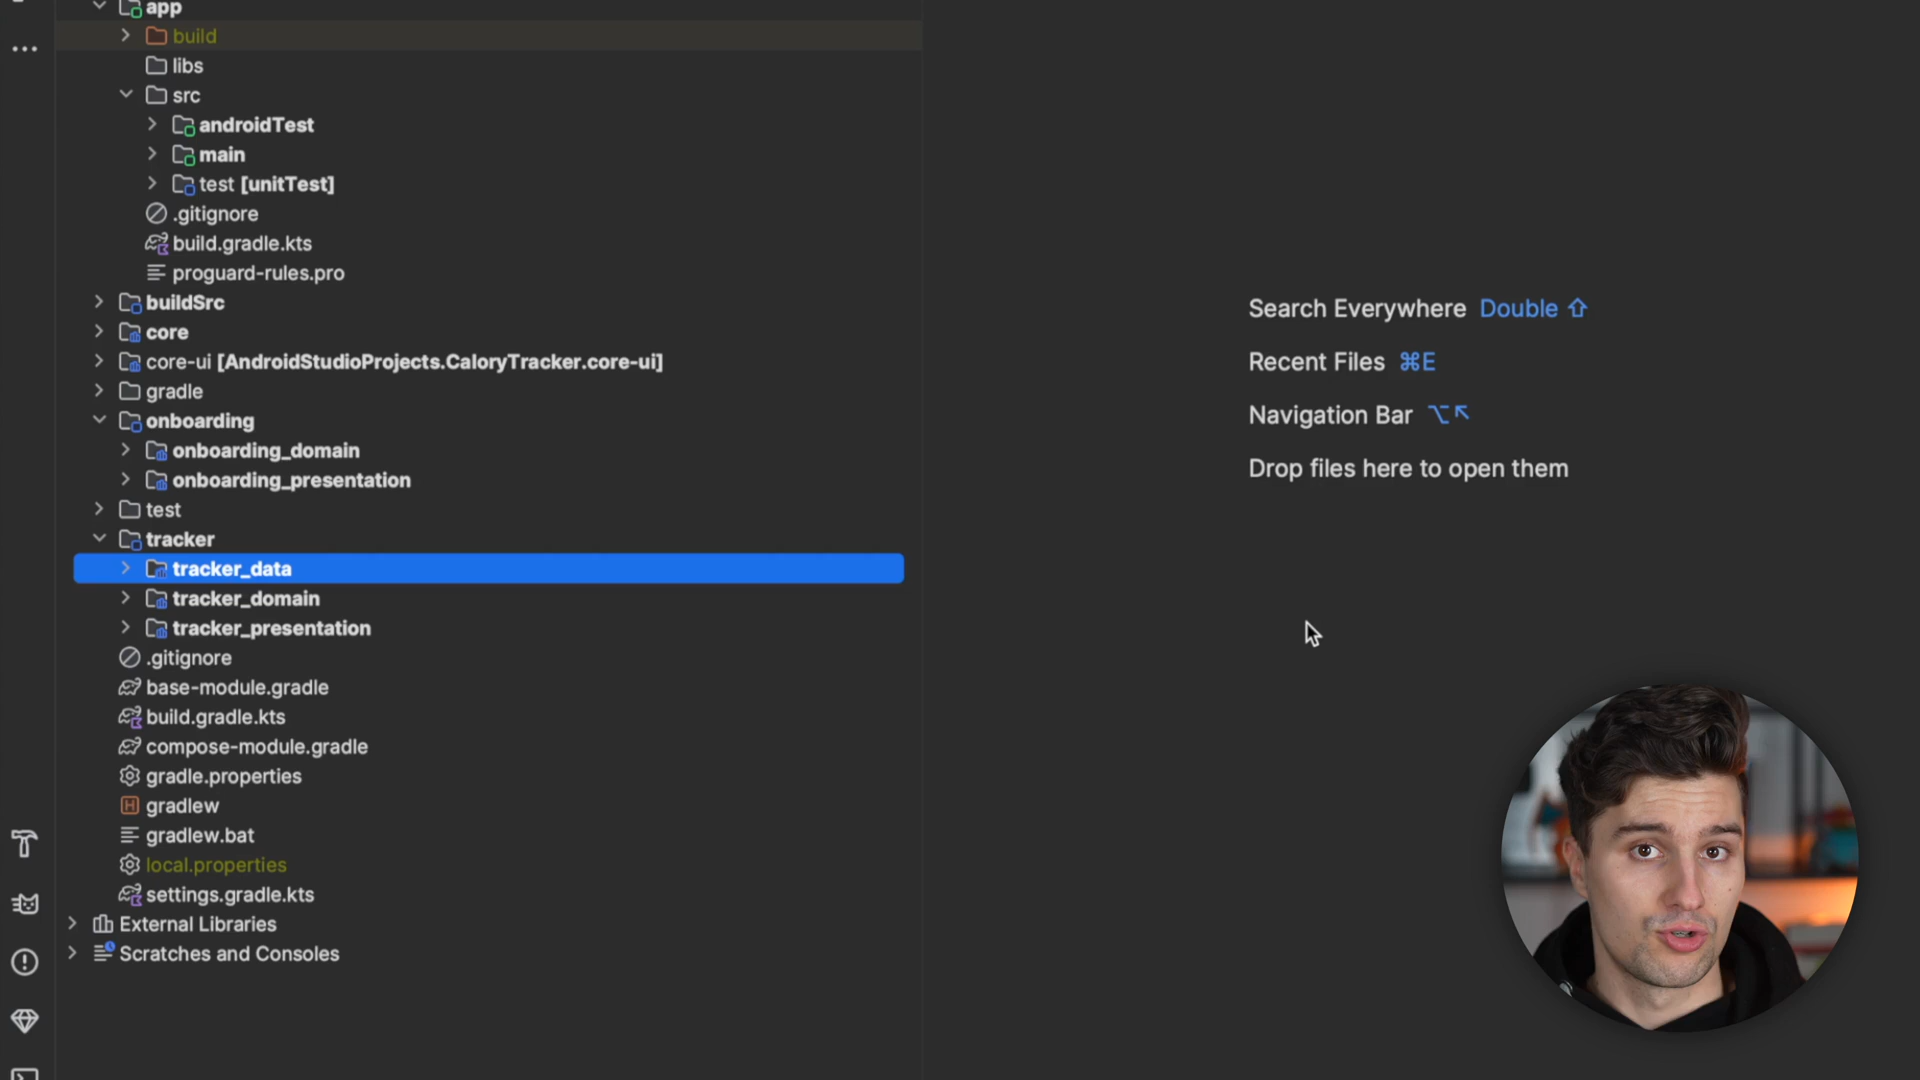 app
build
libs
src
androidTest
main
test [unitTest]
.gitignore
build.gradle.kts
proguard-rules.pro
buildSrc
core
core-ui [AndroidStudioProjects.CaloryTracker.core-ui]
gradle
onboarding
onboarding_domain
onboarding_presentation
test
tracker
tracker_data
tracker_domain
tracker_presentation
.gitignore
base-module.gradle
build.gradle.kts
compose-module.gradle
gradle.properties
gradlew
gradlew.bat
local.properties
settings.gradle.kts
External Libraries
Scratches and Consoles
Search Everywhere Double ⇧
Recent Files ⌘E
Navigation Bar ⌥↖
Drop files here to open them